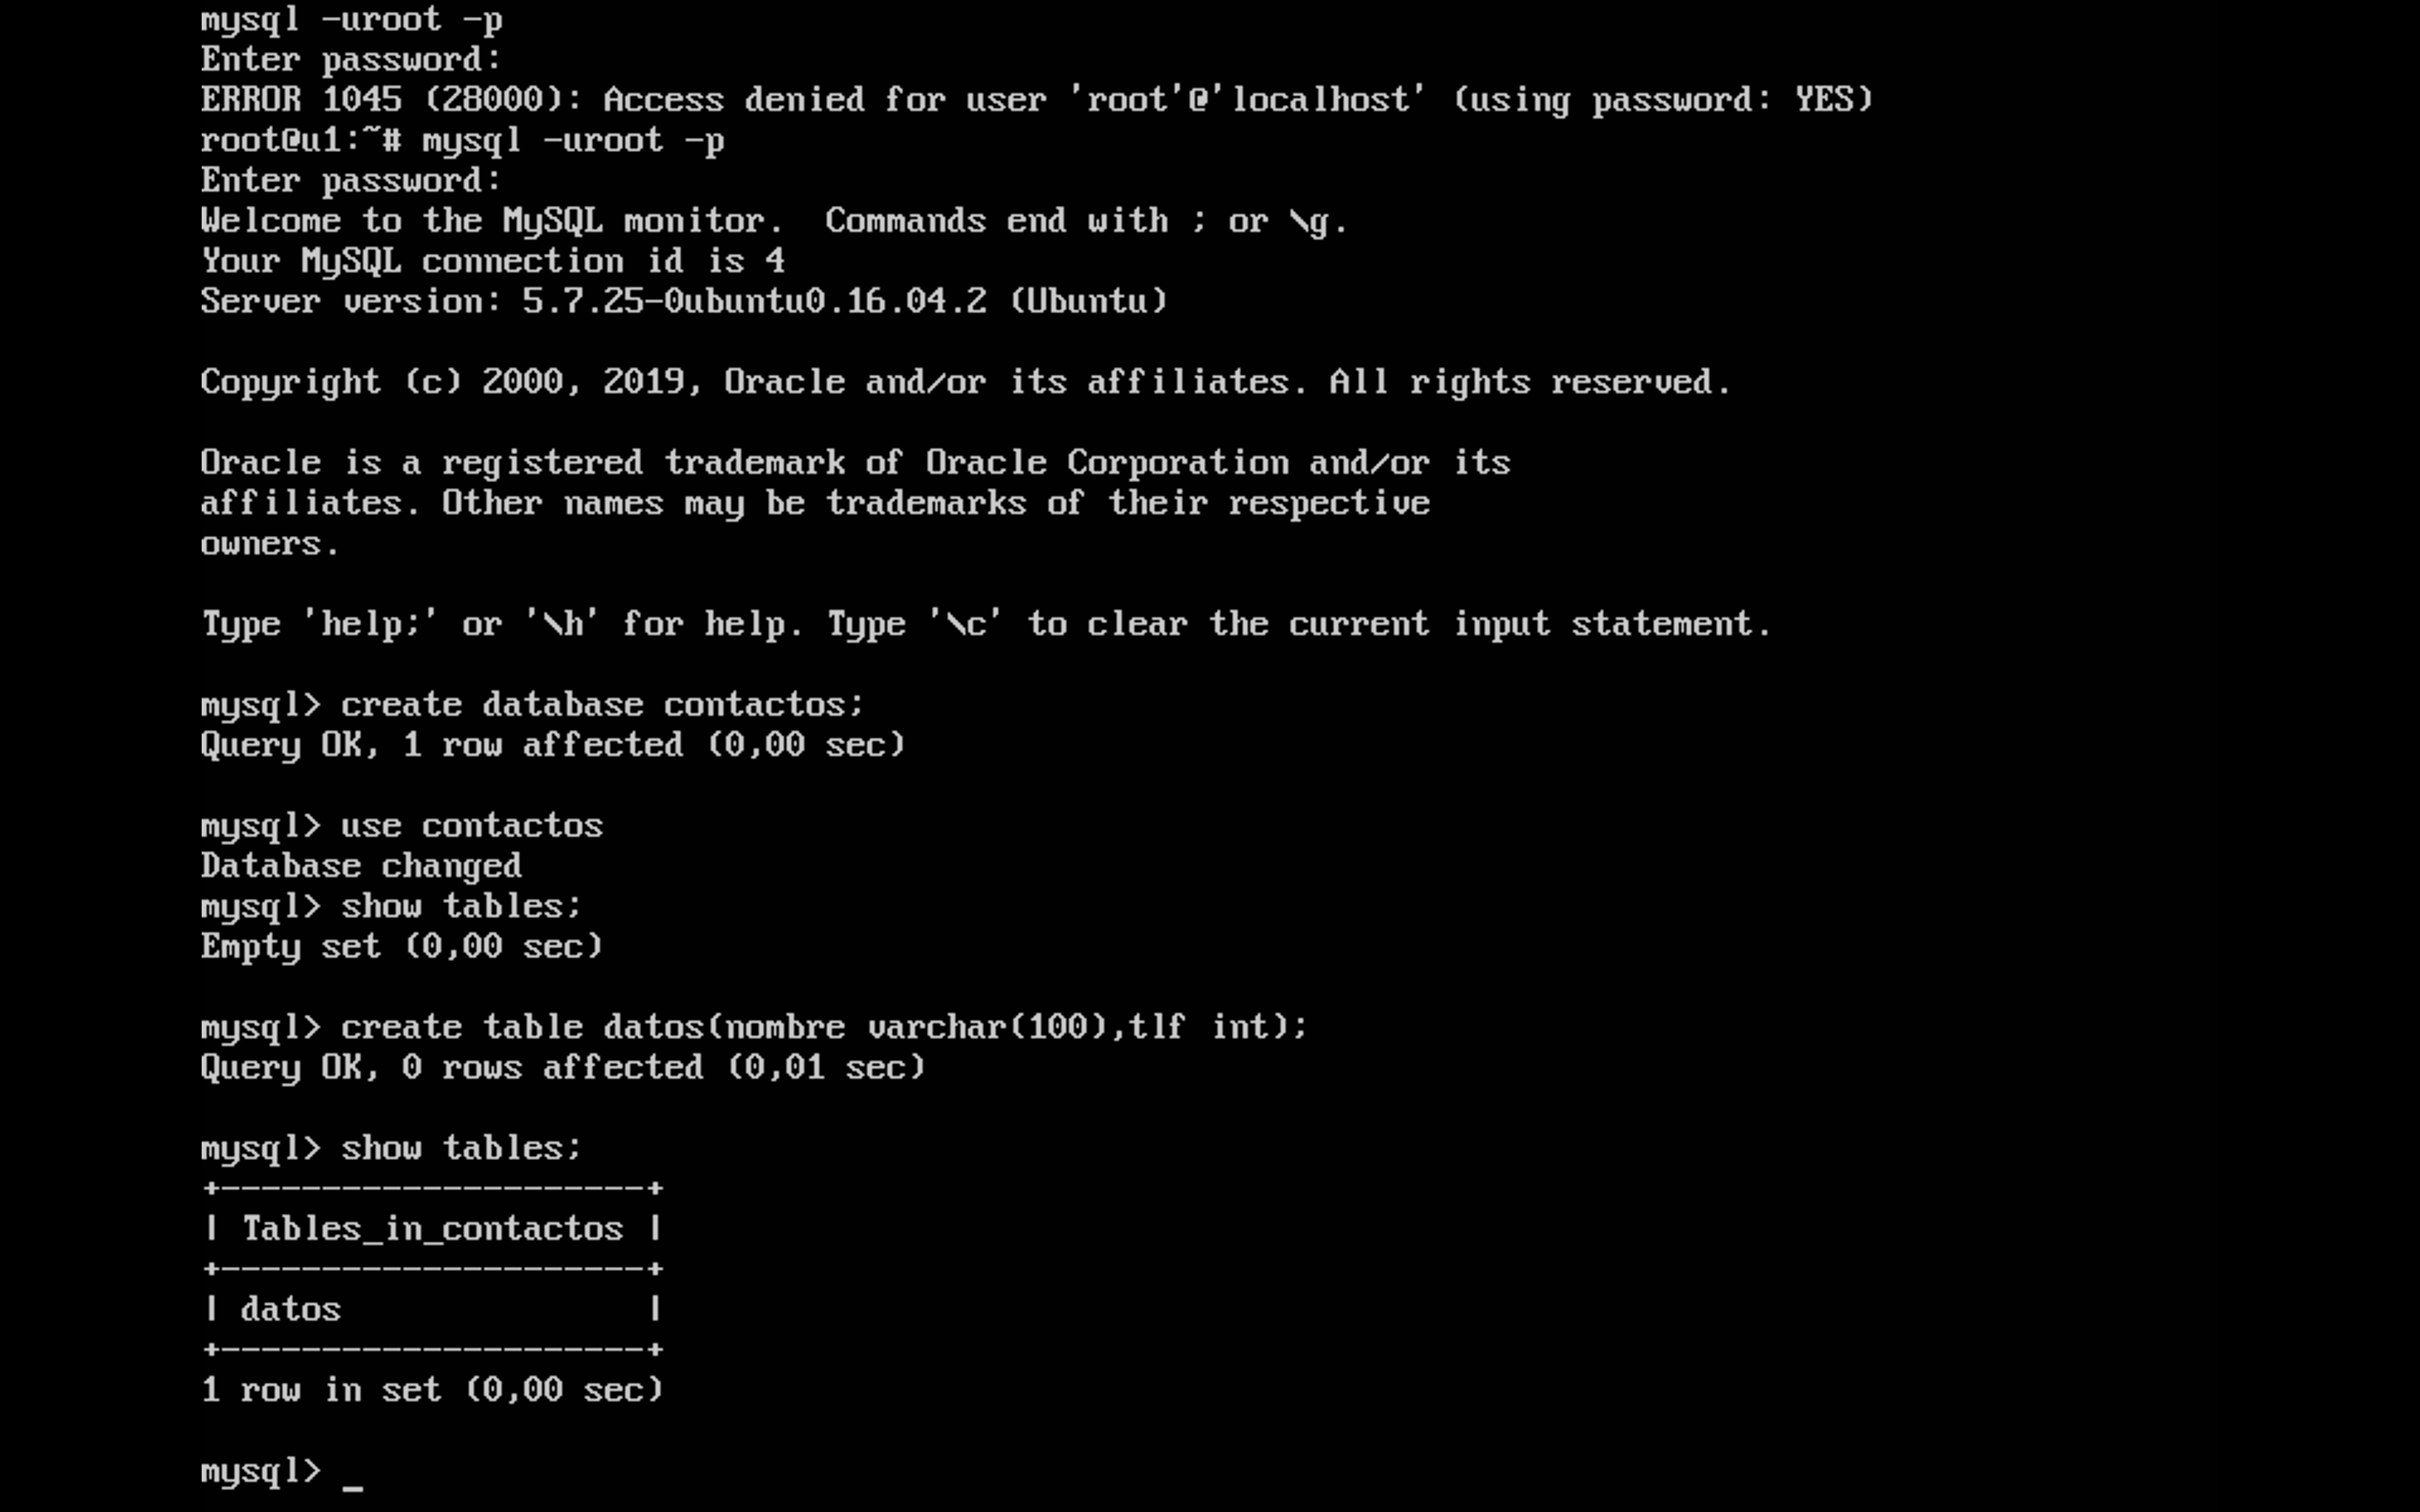 mysql -uroot -p
Enter password:
ERROR 1045 (28000): Access denied for user 'root'@'localhost' (using password: YES)
root@u1:~# mysql -uroot -p
Enter password:
Welcome to the MySQL monitor.  Commands end with ; or \g.
Your MySQL connection id is 4
Server version: 5.7.25-0ubuntu0.16.04.2 (Ubuntu)

Copyright (c) 2000, 2019, Oracle and/or its affiliates. All rights reserved.

Oracle is a registered trademark of Oracle Corporation and/or its
affiliates. Other names may be trademarks of their respective
owners.

Type 'help;' or '\h' for help. Type '\c' to clear the current input statement.

mysql> create database contactos;
Query OK, 1 row affected (0,00 sec)

mysql> use contactos
Database changed
mysql> show tables;
Empty set (0,00 sec)

mysql> create table datos(nombre varchar(100),tlf int);
Query OK, 0 rows affected (0,01 sec)

mysql> show tables;
+---------------------+
| Tables_in_contactos |
+---------------------+
| datos               |
+---------------------+
1 row in set (0,00 sec)

mysql> _